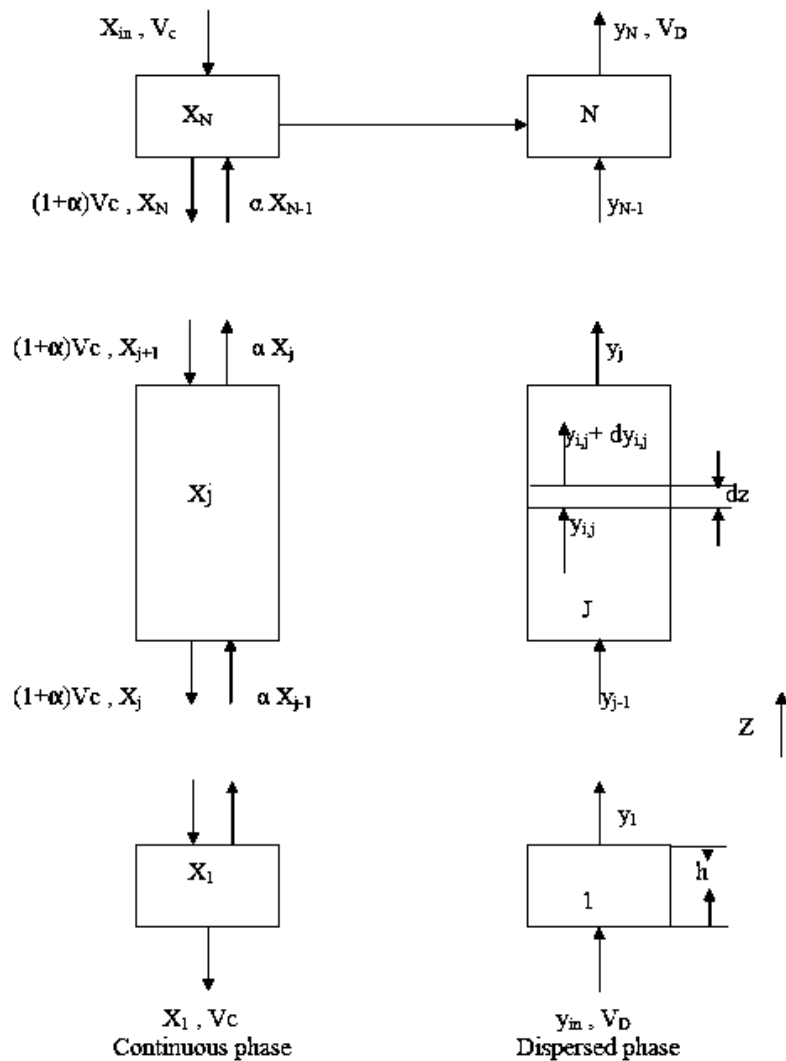 X_in , V_c
y_N , V_D
X_N
N
(1+α)Vc , X_N
α X_N-1
y_N-1
(1+α)Vc , X_j+1
α X_j
y_j
y_i,j + dy_i,j
Xj
dz
y_i,j
J
(1+α)Vc , X_j
α X_j-1
y_j-1
Z
y_1
X_1
h
1
X_1 , Vc
y_in , V_D
Continuous phase
Dispersed phase